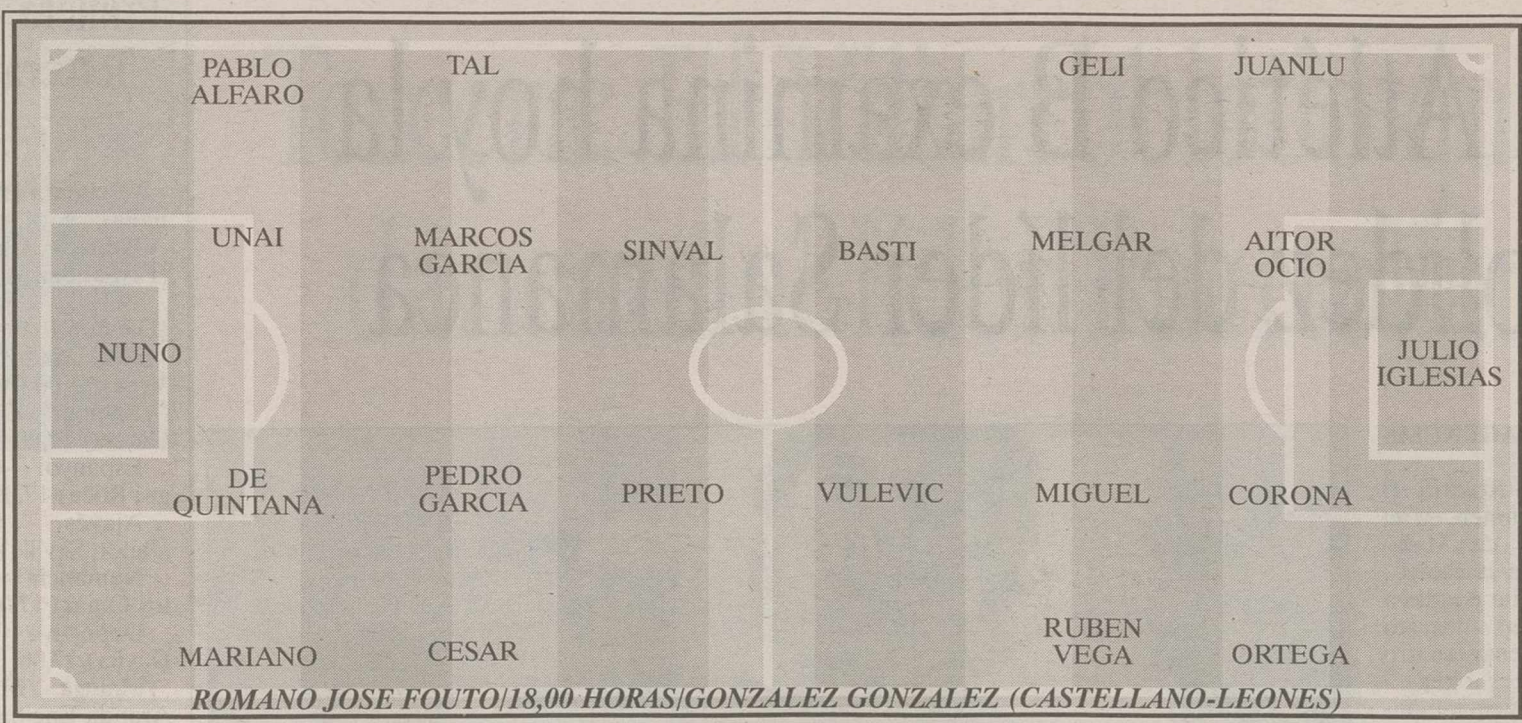 PABLO
ALFARO
TAL
GELI
JUANLU
UNAI
MARCOS
GARCIA
SINVAL
BASTI
MELGAR
AITOR
OCIO
NUNO
JULIO
IGLESIAS
DE
QUINTANA
PEDRO
GARCIA
PRIETO
VULEVIC
MIGUEL
CORONA
MARIANO
CESAR
RUBEN
VEGA
ORTEGA
ROMANO JOSE FOUTO/18,00 HORAS/GONZALEZ GONZALEZ (CASTELLANO-LEONES)